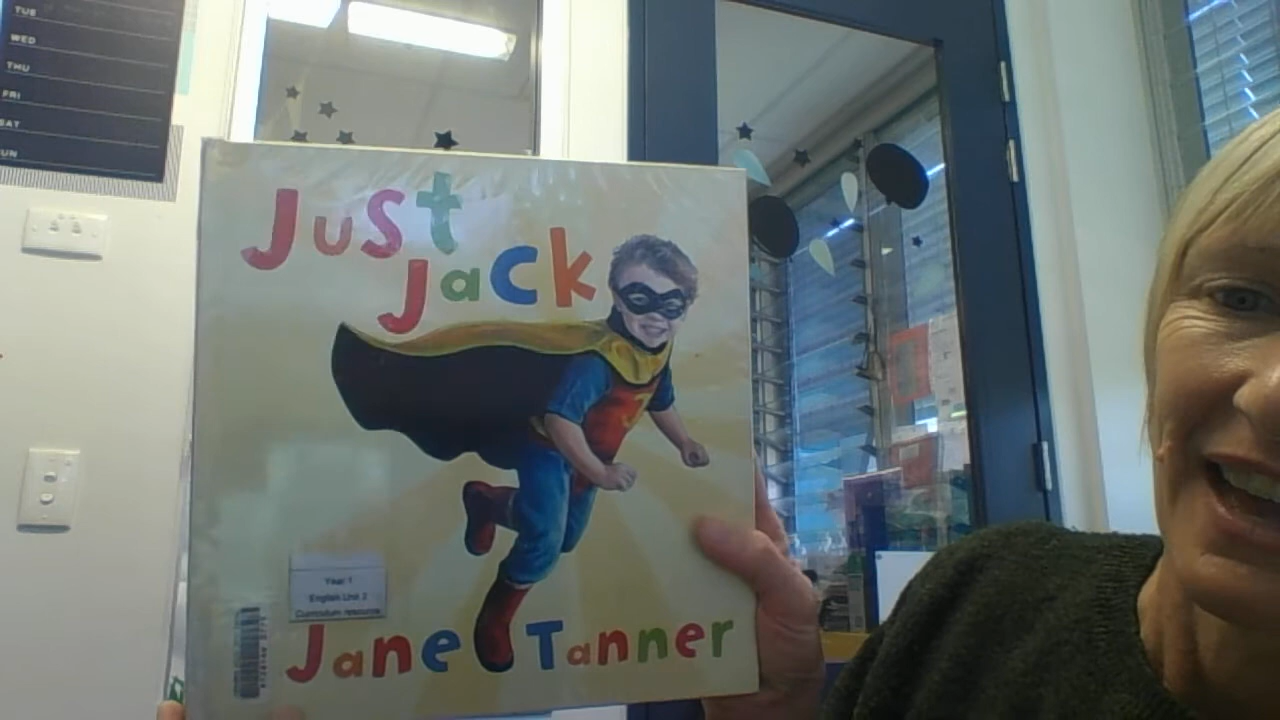 TUE
WED
THU
FRI
SAT
SUN
Just
Jack
J
Year 1
English Unit 2
Curriculum resource
Jane Tanner